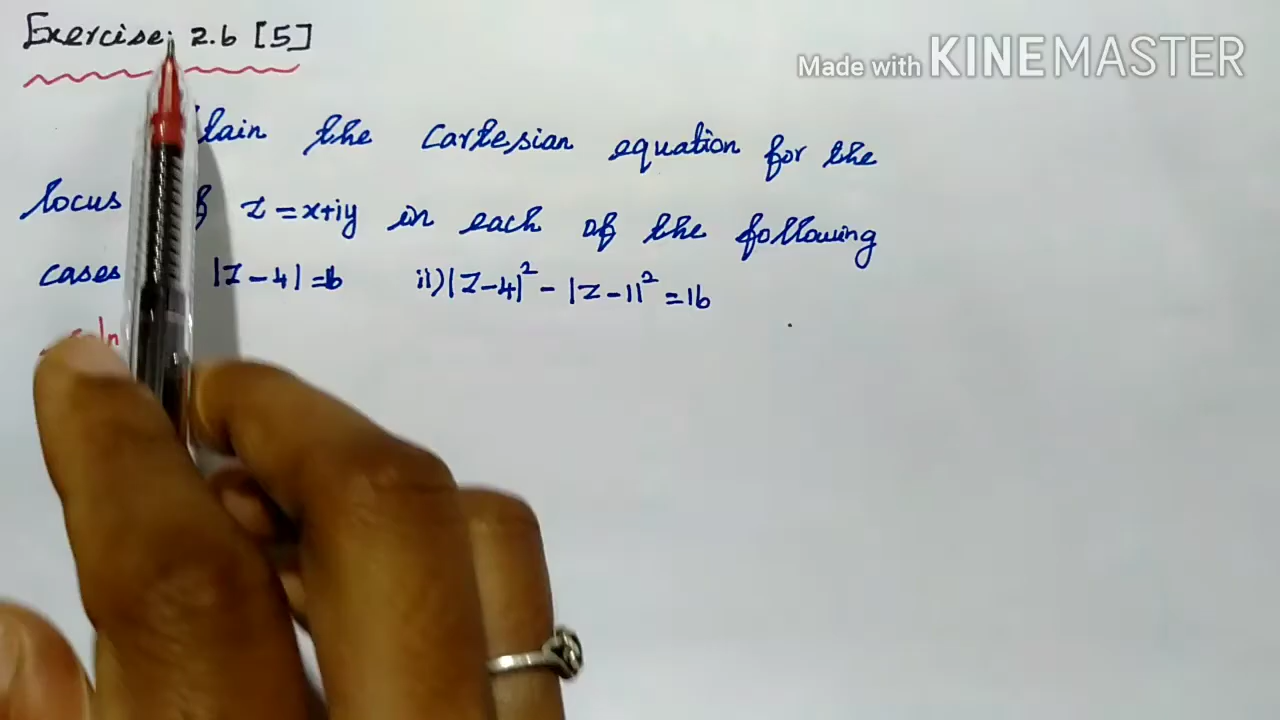 Exercise: 2.6 [5]
Made with KINEMASTER
the Cartesian equation for the
locus z = x+iy in each of the following
cases |z-4| = 16 ii) |z-4|² - |z-1|² = 16